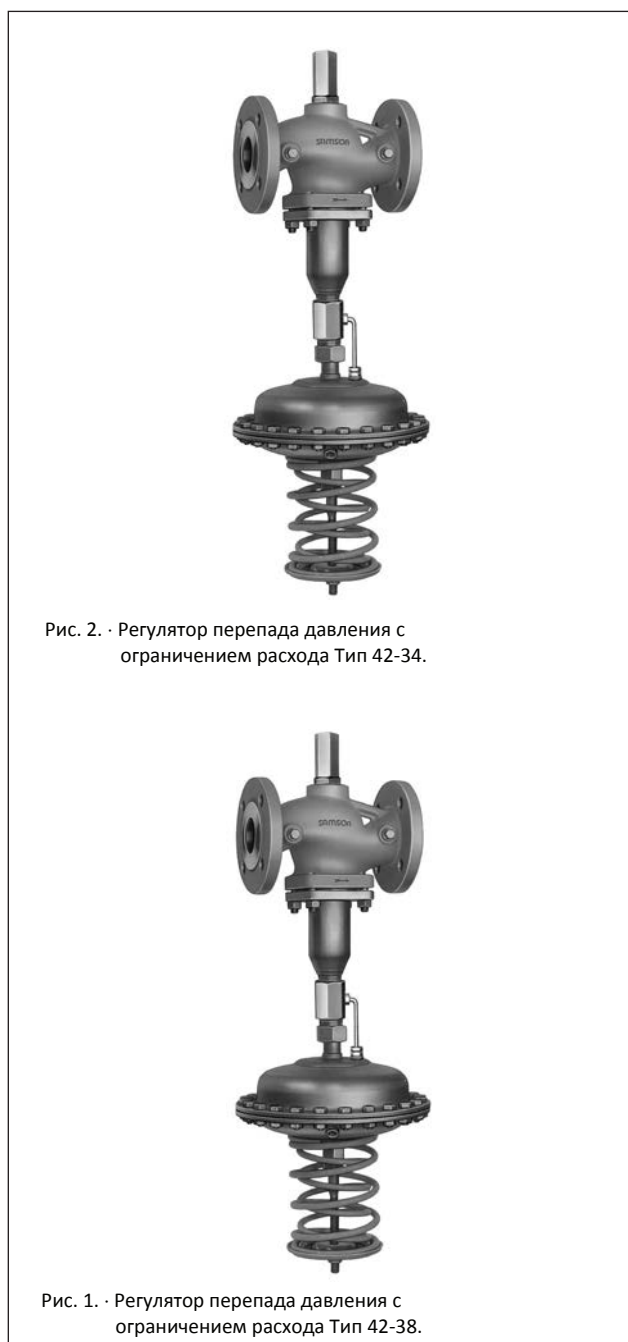 SAMSON
Рис. 2. · Регулятор перепада давления с
ограничением расхода Тип 42-34.
SAMSON
Рис. 1. · Регулятор перепада давления с
ограничением расхода Тип 42-38.